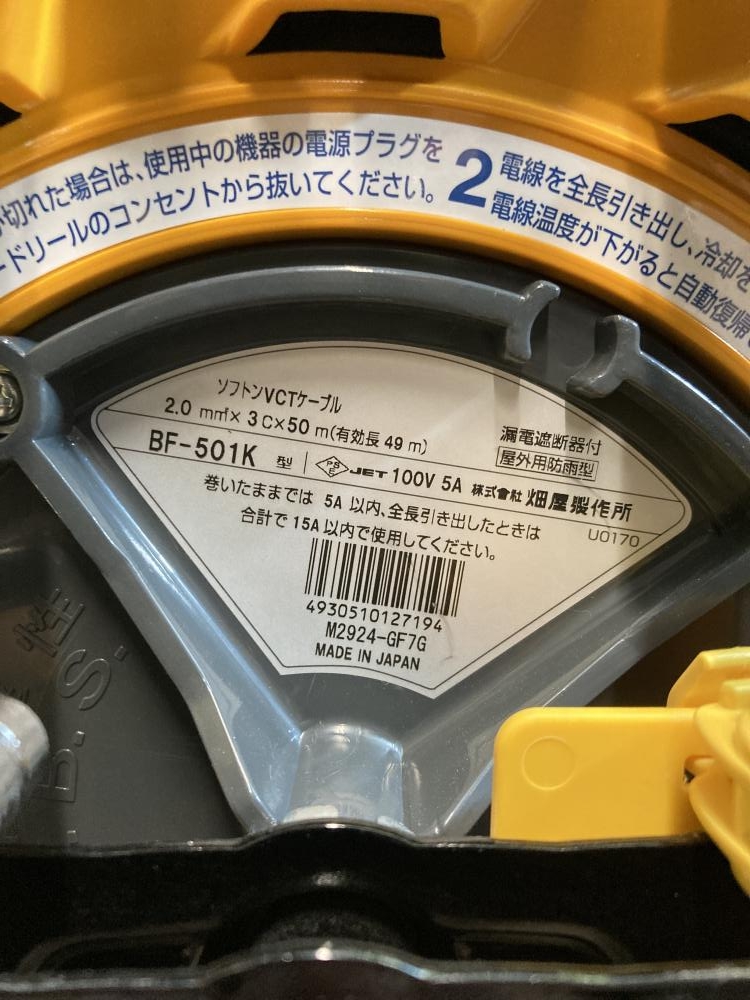 切れた場合は、使用中の機器の電源プラグを
ードリールのコンセントから抜いてください。
2 電線を全長引き出し、冷却を
電線温度が下がると自動復帰
ソフトンVCTケーブル
2.0 mm²× 3C×50 m(有効長 49 m)
漏電遮断器付
BF-501K 型 PSE JET 100V 5A 屋外用防雨型
株式会社 畑屋製作所
巻いたままでは 5A 以内、全長引き出したときは
U0170
合計で 15A 以内で使用してください。
4930510127194
M2924-GF7G
MADE IN JAPAN
性
B.S.